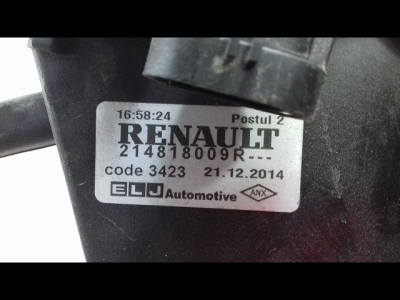 16:58:24 Postul 2
RENAULT
214818009R---
code 3423 21.12.2014
ELJ Automotive ANX